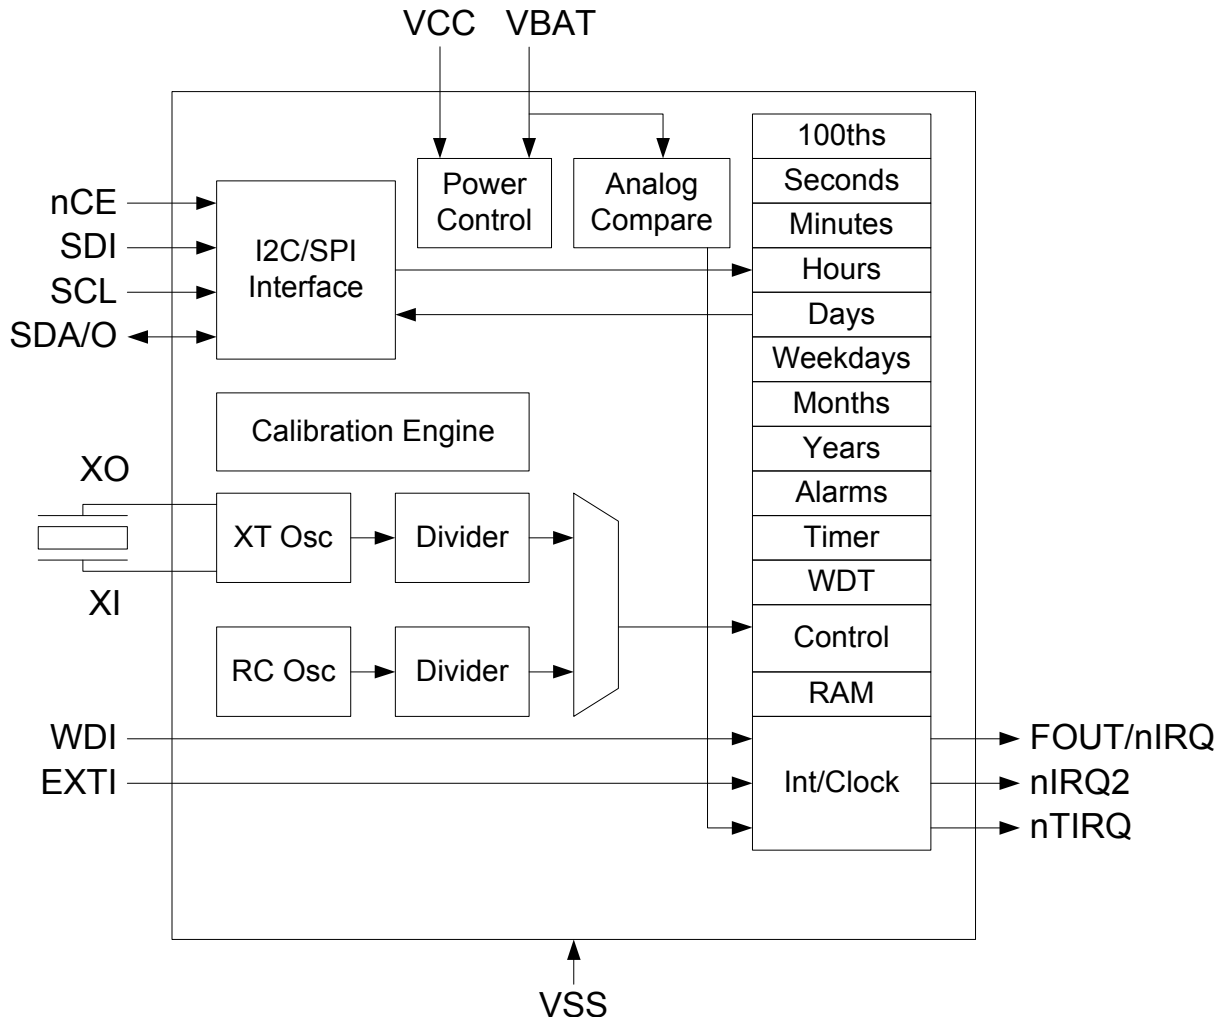 VCC VBAT
100ths
Seconds
Minutes
Hours
Days
Weekdays
Months
Years
Alarms
Timer
WDT
Control
RAM
Int/Clock
Power
Control
Analog
Compare
nCE
SDI
SCL
SDA/O
I2C/SPI
Interface
Calibration Engine
XO
XI
XT Osc
Divider
RC Osc
Divider
WDI
EXTI
FOUT/nIRQ
nIRQ2
nTIRQ
VSS